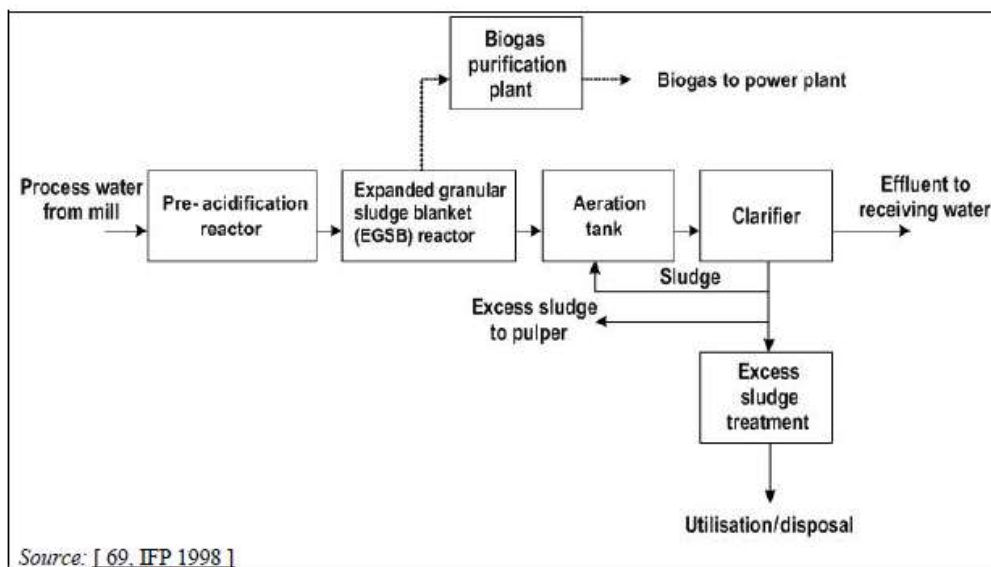 Biogas
purification
plant
Biogas to power plant
Process water
from mill
Pre- acidification
reactor
Expanded granular
sludge blanket
(EGSB) reactor
Aeration
tank
Clarifier
Effluent to
receiving water
Sludge
Excess sludge
to pulper
Excess
sludge
treatment
Utilisation/disposal
Source: [ 69, IFP 1998 ]